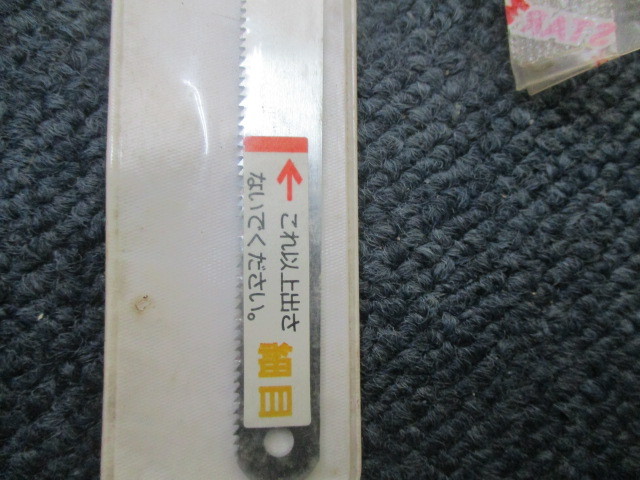 ←これ以上出さ
ないでください。
細目